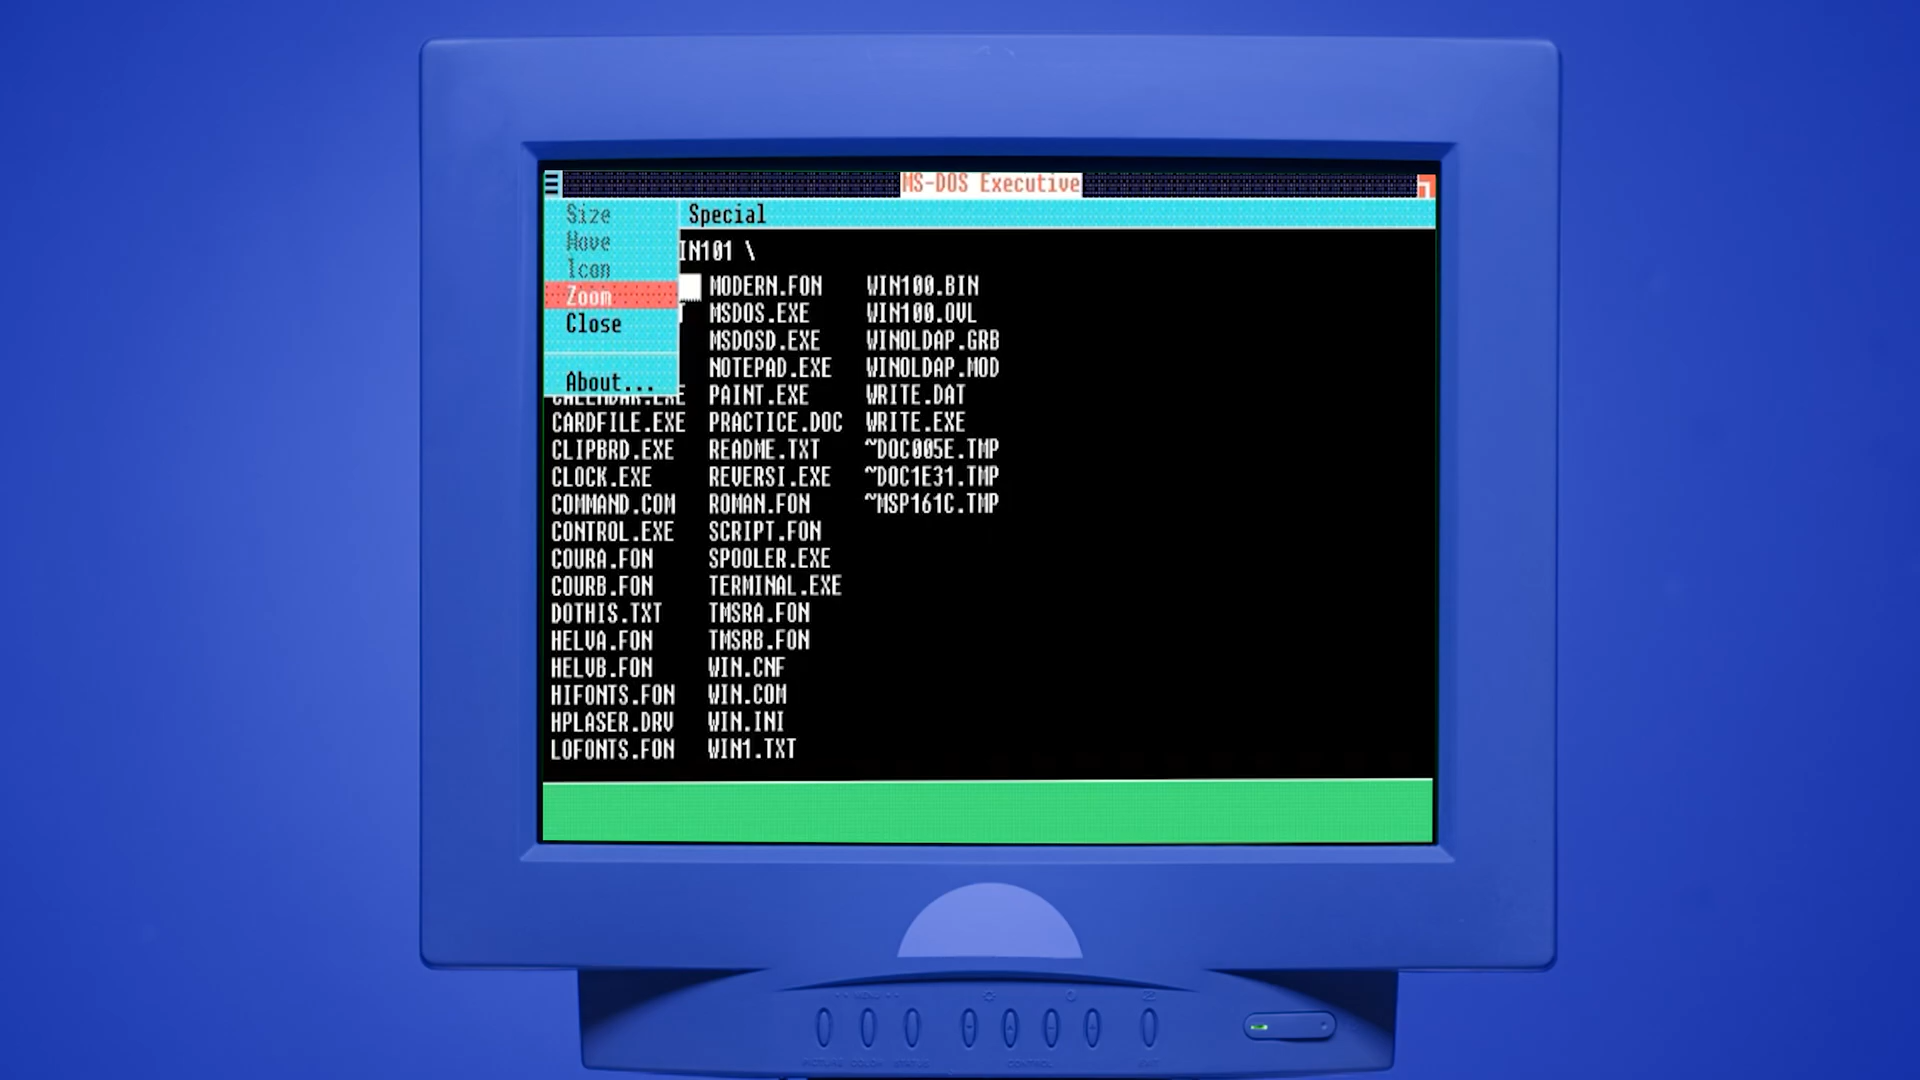 MS-DOS Executive
Size
Special
Move
IN101 \
Icon
Zoom
Close
About...
MODERN.FON WIN100.BIN
MSDOS.EXE WIN100.OVL
MSDOSD.EXE WINOLDAP.GRB
NOTEPAD.EXE WINOLDAP.MOD
CALENDAR.EXE PAINT.EXE WRITE.DAT
CARDFILE.EXE PRACTICE.DOC WRITE.EXE
CLIPBRD.EXE README.TXT ~DOC005E.TMP
CLOCK.EXE REVERSI.EXE ~DOC1E31.TMP
COMMAND.COM ROMAN.FON ~MSP161C.TMP
CONTROL.EXE SCRIPT.FON
COURA.FON SPOOLER.EXE
COURB.FON TERMINAL.EXE
DOTHIS.TXT TMSRA.FON
HELVA.FON TMSRB.FON
HELVB.FON WIN.CNF
HIFONTS.FON WIN.COM
HPLASER.DRV WIN.INI
LOFONTS.FON WIN1.TXT
CONTROL